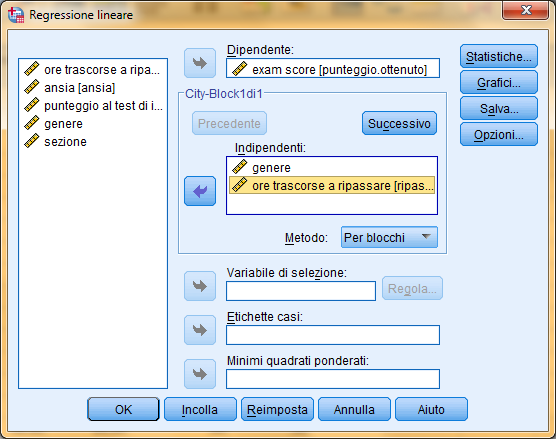 Regressione lineare
ore trascorse a ripa...
ansia [ansia]
punteggio al test di i...
genere
sezione
Dipendente:
exam score [punteggio.ottenuto]
City-Block1di1
Precedente
Successivo
Indipendenti:
genere
ore trascorse a ripassare [ripas...
Metodo:
Per blocchi
Variabile di selezione:
Regola...
Etichette casi:
Minimi quadrati ponderati:
Statistiche...
Grafici...
Salva...
Opzioni...
OK
Incolla
Reimposta
Annulla
Aiuto